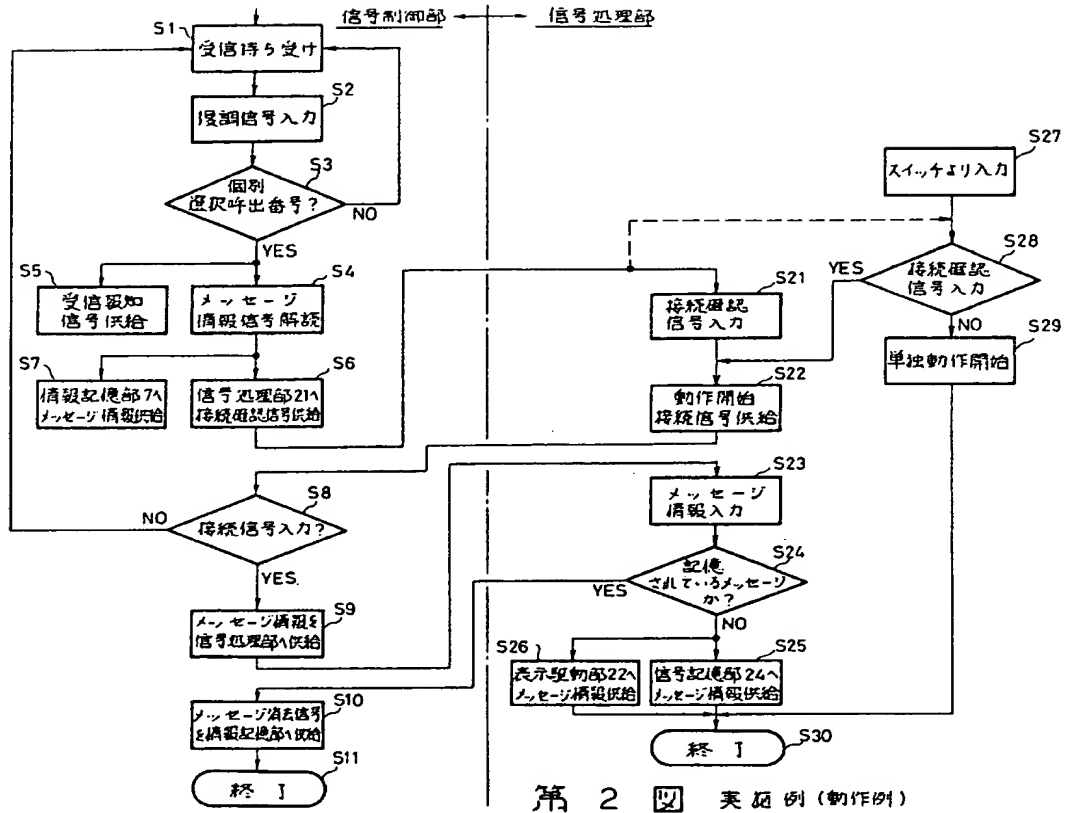 信号制御部
信号処理部
S1
受信待ち受け
S2
復調信号入力
S3
個別
選択呼出番号?
NO
YES
S5
受信報知
信号供給
S4
メッセージ
情報信号解読
S7
情報記憶部7へ
メッセージ情報供給
S6
信号処理部21へ
接続確認信号供給
S8
接続信号入力?
NO
YES
S9
メッセージ情報を
信号処理部へ供給
S10
メッセージ消去信号
を情報記憶部へ供給
S11
終了
S21
接続確認
信号入力
S22
動作開始
接続信号供給
S23
メッセージ
情報入力
S24
記憶
されているメッセージ
か?
YES
NO
S26
表示駆動部22へ
メッセージ情報供給
S25
信号記憶部24へ
メッセージ情報供給
S27
スイッチより入力
S28
接続確認
信号入力
YES
NO
S29
単独動作開始
S30
終了
第2図 実施例(動作例)